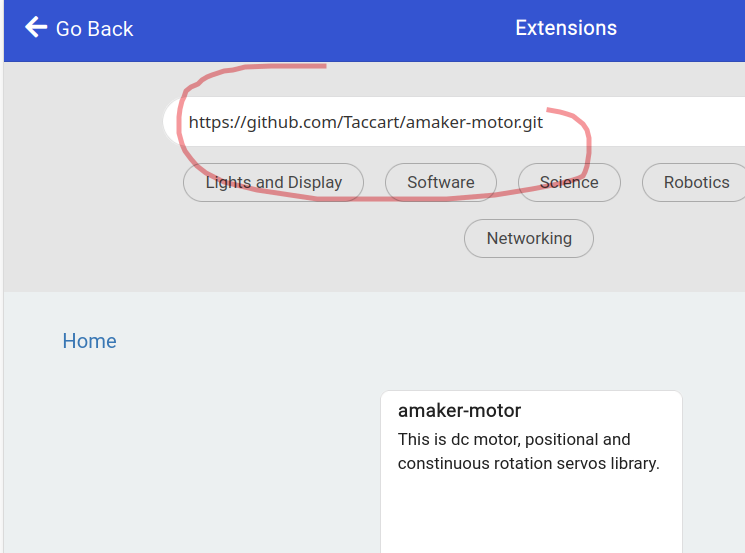 Go Back
Extensions
https://github.com/Taccart/amaker-motor.git
Lights and Display
Software
Science
Robotics
Networking
Home
amaker-motor
This is dc motor, positional and
constinuous rotation servos library.